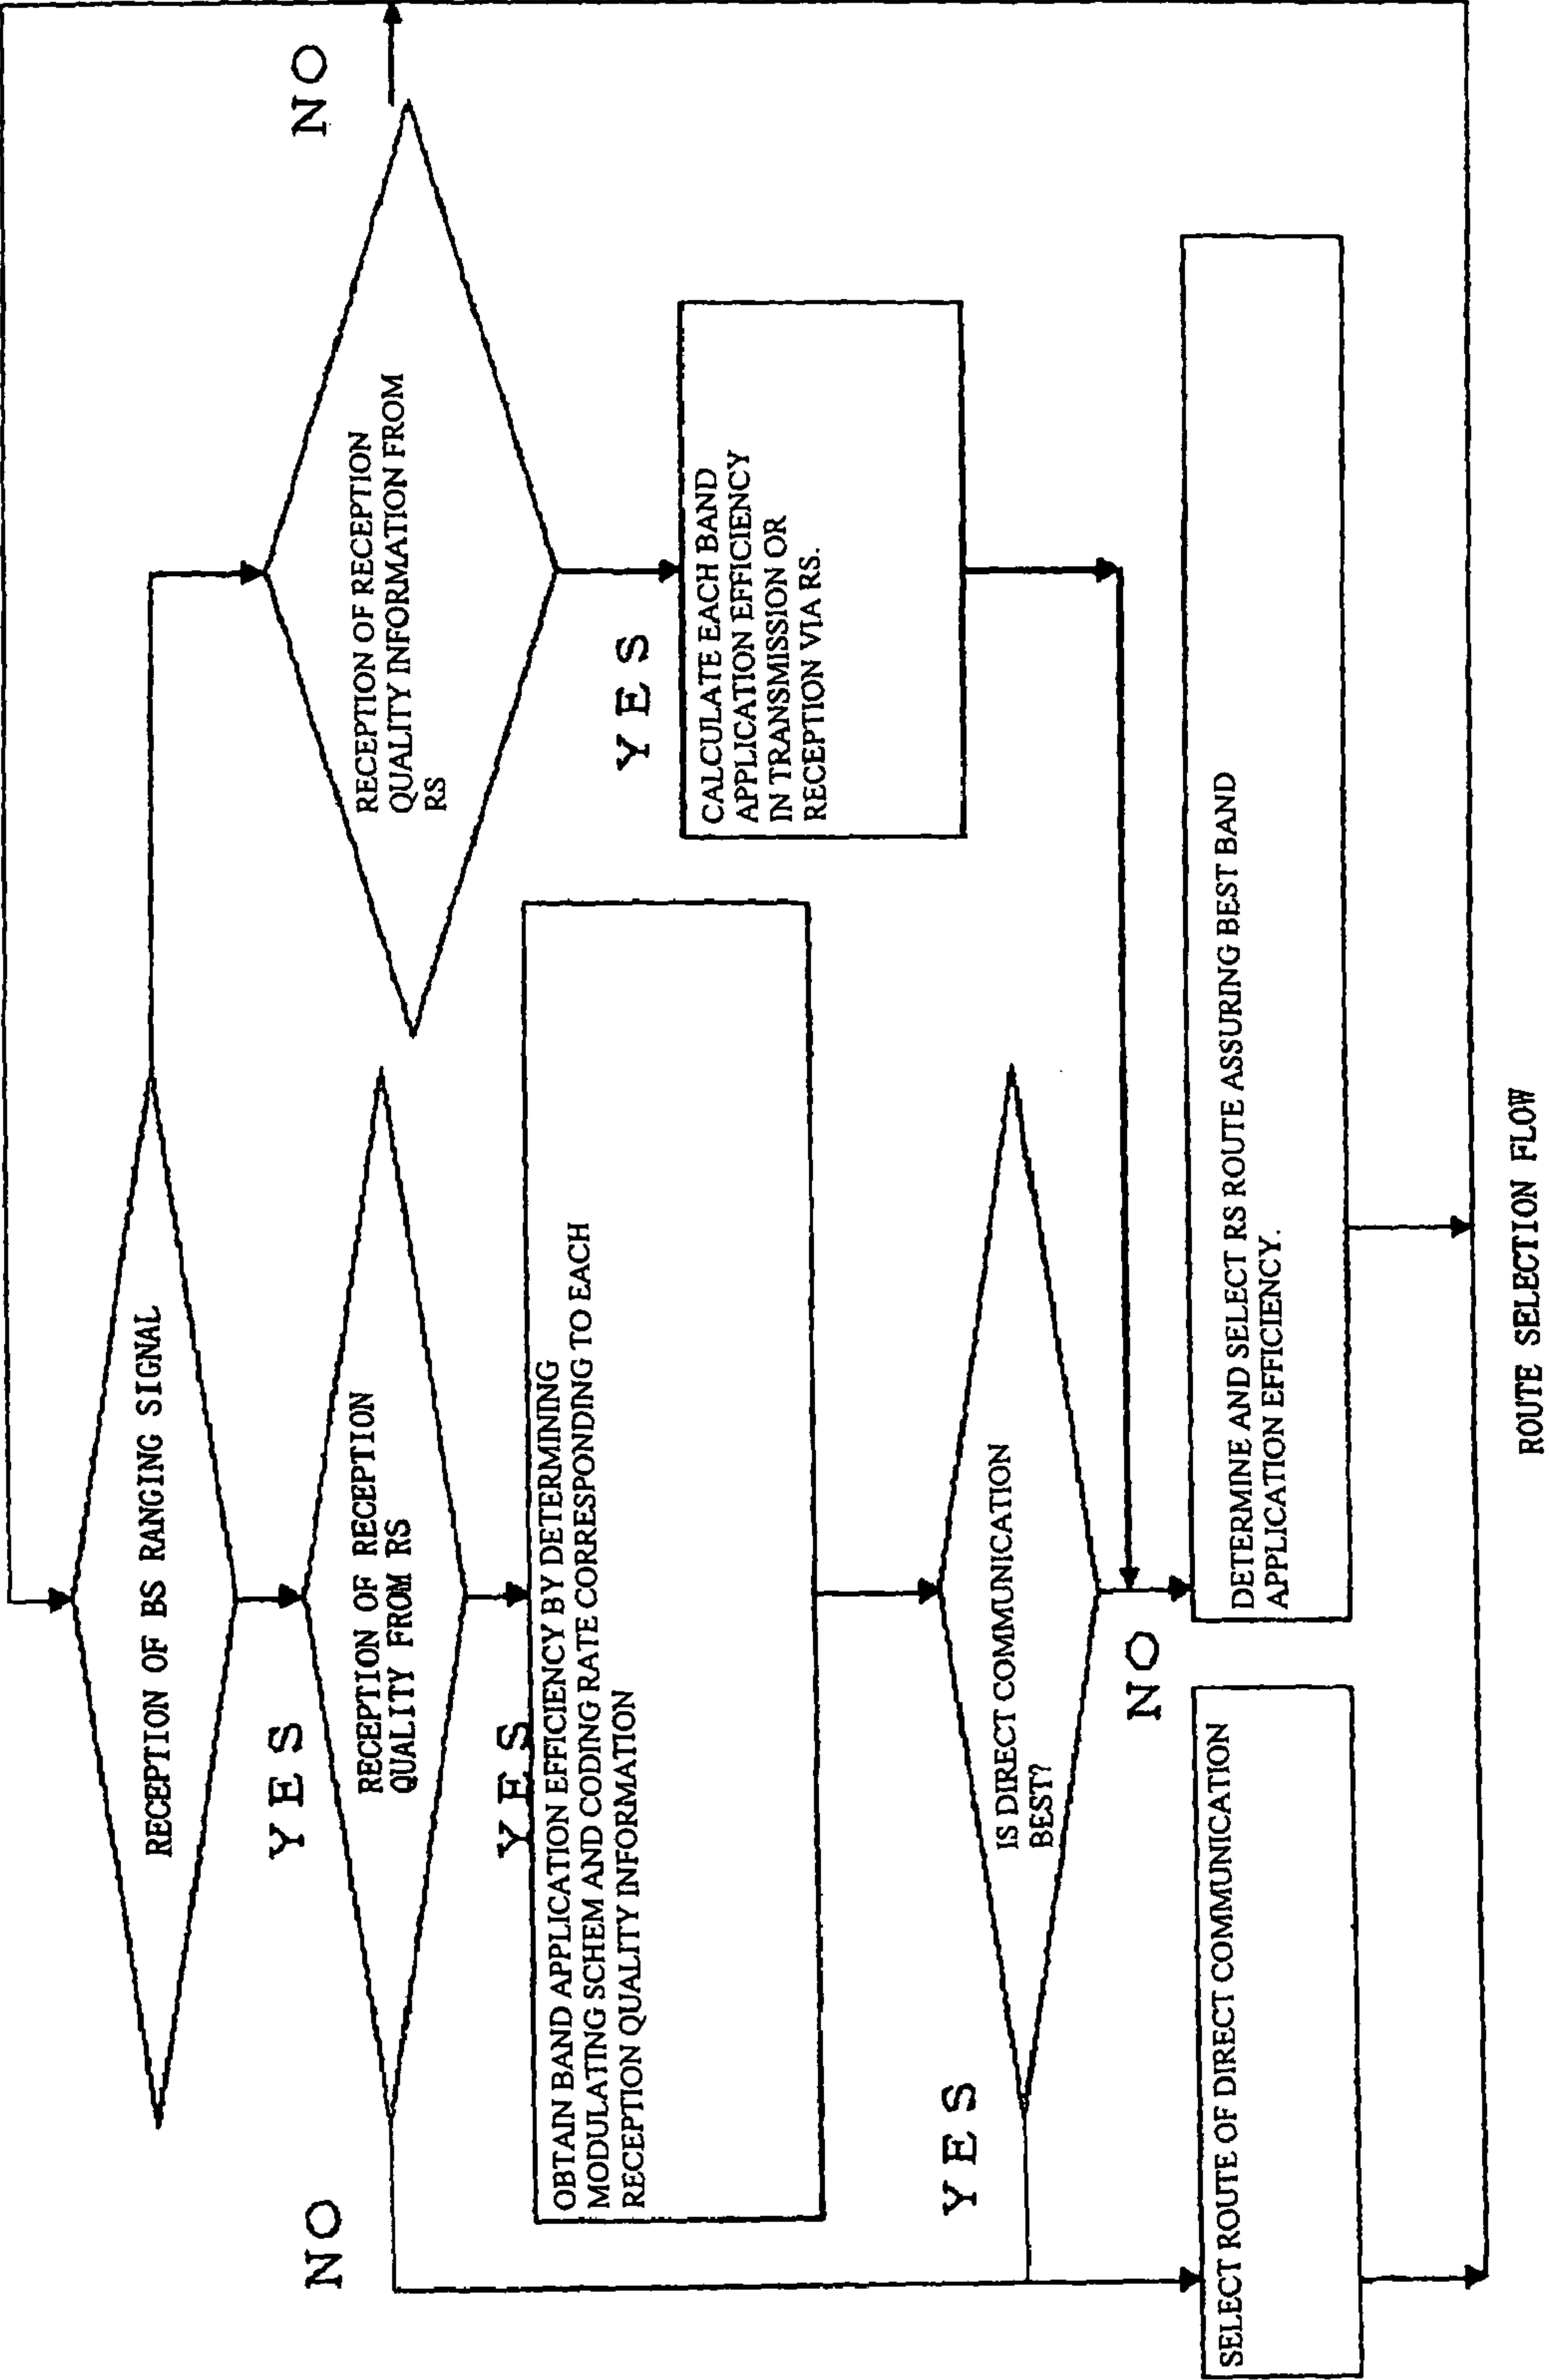 RECEPTION OF BS RANGING SIGNAL
YES
NO
RECEPTION OF RECEPTION
QUALITY FROM RS
RECEPTION OF RECEPTION
QUALITY INFORMATION FROM
RS
NO
YES
YES
OBTAIN BAND APPLICATION EFFICIENCY BY DETERMINING
MODULATING SCHEM AND CODING RATE CORRESPONDING TO EACH
RECEPTION QUALITY INFORMATION
CALCULATE EACH BAND
APPLICATION EFFICIENCY
IN TRANSMISSION OR
RECEPTION VIA RS.
YES
IS DIRECT COMMUNICATION
BEST?
NO
SELECT ROUTE OF DIRECT COMMUNICATION
DETERMINE AND SELECT RS ROUTE ASSURING BEST BAND
APPLICATION EFFICIENCY.
ROUTE SELECTION FLOW